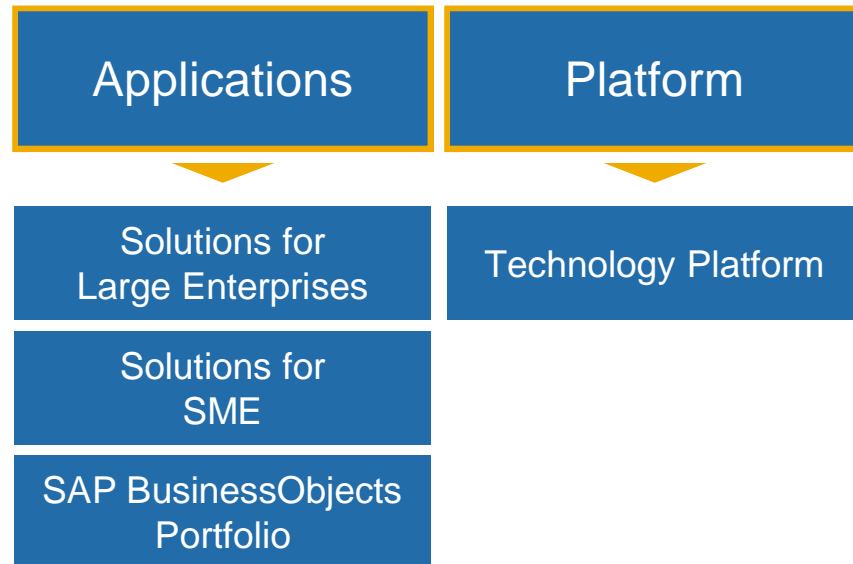 Applications
Platform
Solutions for
Large Enterprises
Technology Platform
Solutions for
SME
SAP BusinessObjects
Portfolio